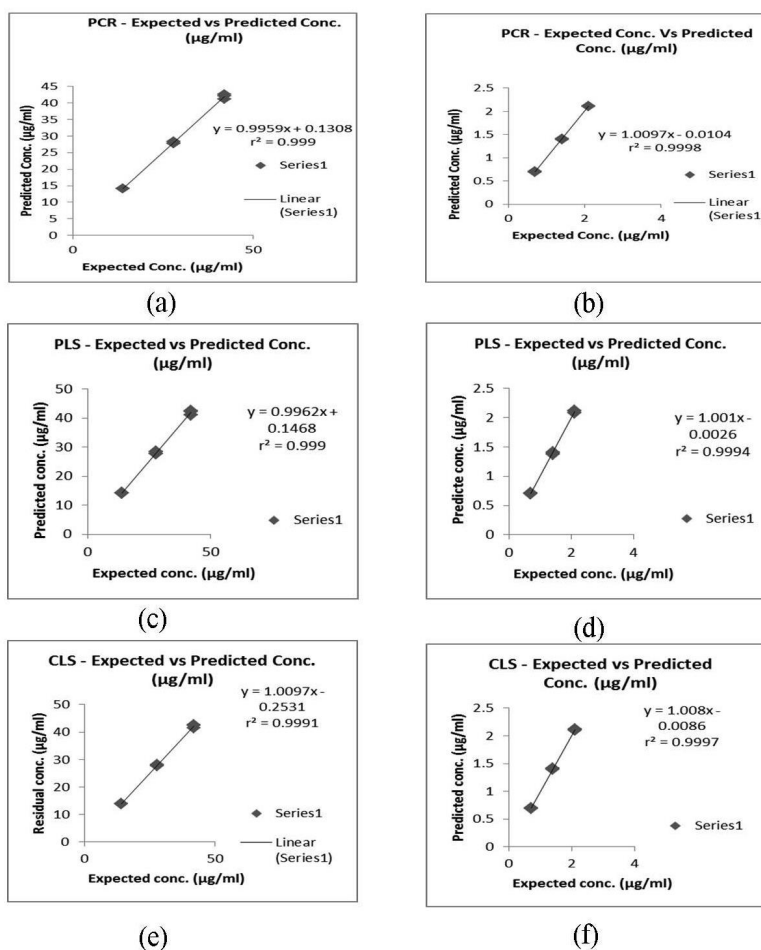 PCR - Expected vs Predicted Conc.
(µg/ml)
Predicted Conc. (µg/ml)
45
40
35
30
25
20
15
10
5
0
y = 0.9959x + 0.1308
r² = 0.999
Series1
Linear
(Series1)
0
50
Expected Conc. (µg/ml)
(a)
PCR - Expected Conc. Vs Predicted
Conc. (µg/ml)
Predicted Conc. (µg/ml)
2.5
2
1.5
1
0.5
0
y = 1.0097x - 0.0104
r² = 0.9998
Series1
Linear
(Series1)
0
2
4
Expected Conc. (µg/ml)
(b)
PLS - Expected vs Predicted Conc.
(µg/ml)
Predicted conc. (µg/ml)
50
40
30
20
10
0
y = 0.9962x +
0.1468
r² = 0.999
Series1
0
50
Expected conc. (µg/ml)
(c)
PLS - Expected vs Predicted Conc.
(µg/ml)
Predicte conc. (µg/ml)
2.5
2
1.5
1
0.5
0
y = 1.001x -
0.0026
r² = 0.9994
Series1
0
2
4
Expected conc. (µg/ml)
(d)
CLS - Expected vs Predicted Conc.
(µg/ml)
Residual conc. (µg/ml)
50
40
30
20
10
0
y = 1.0097x -
0.2531
r² = 0.9991
Series1
Linear
(Series1)
0
50
Expected conc. (µg/ml)
(e)
CLS - Expected vs Predicted
Conc. (µg/ml)
Predicted conc. (µg/ml)
2.5
2
1.5
1
0.5
0
y = 1.008x -
0.0086
r² = 0.9997
Series1
0
2
4
Expected conc. (µg/ml)
(f)